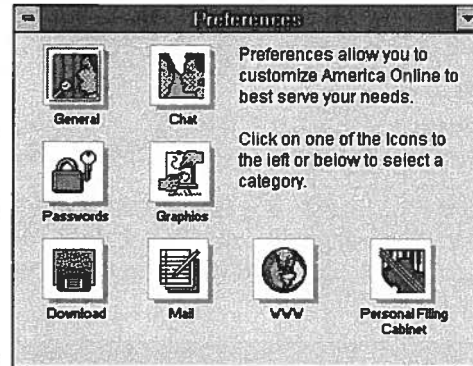 Preferences
Preferences allow you to
customize America Online to
best serve your needs.
Click on one of the Icons to
the left or below to select a
category.
General
Chat
Passwords
Graphics
Download
Mail
WWW
Personal Filing
Cabinet